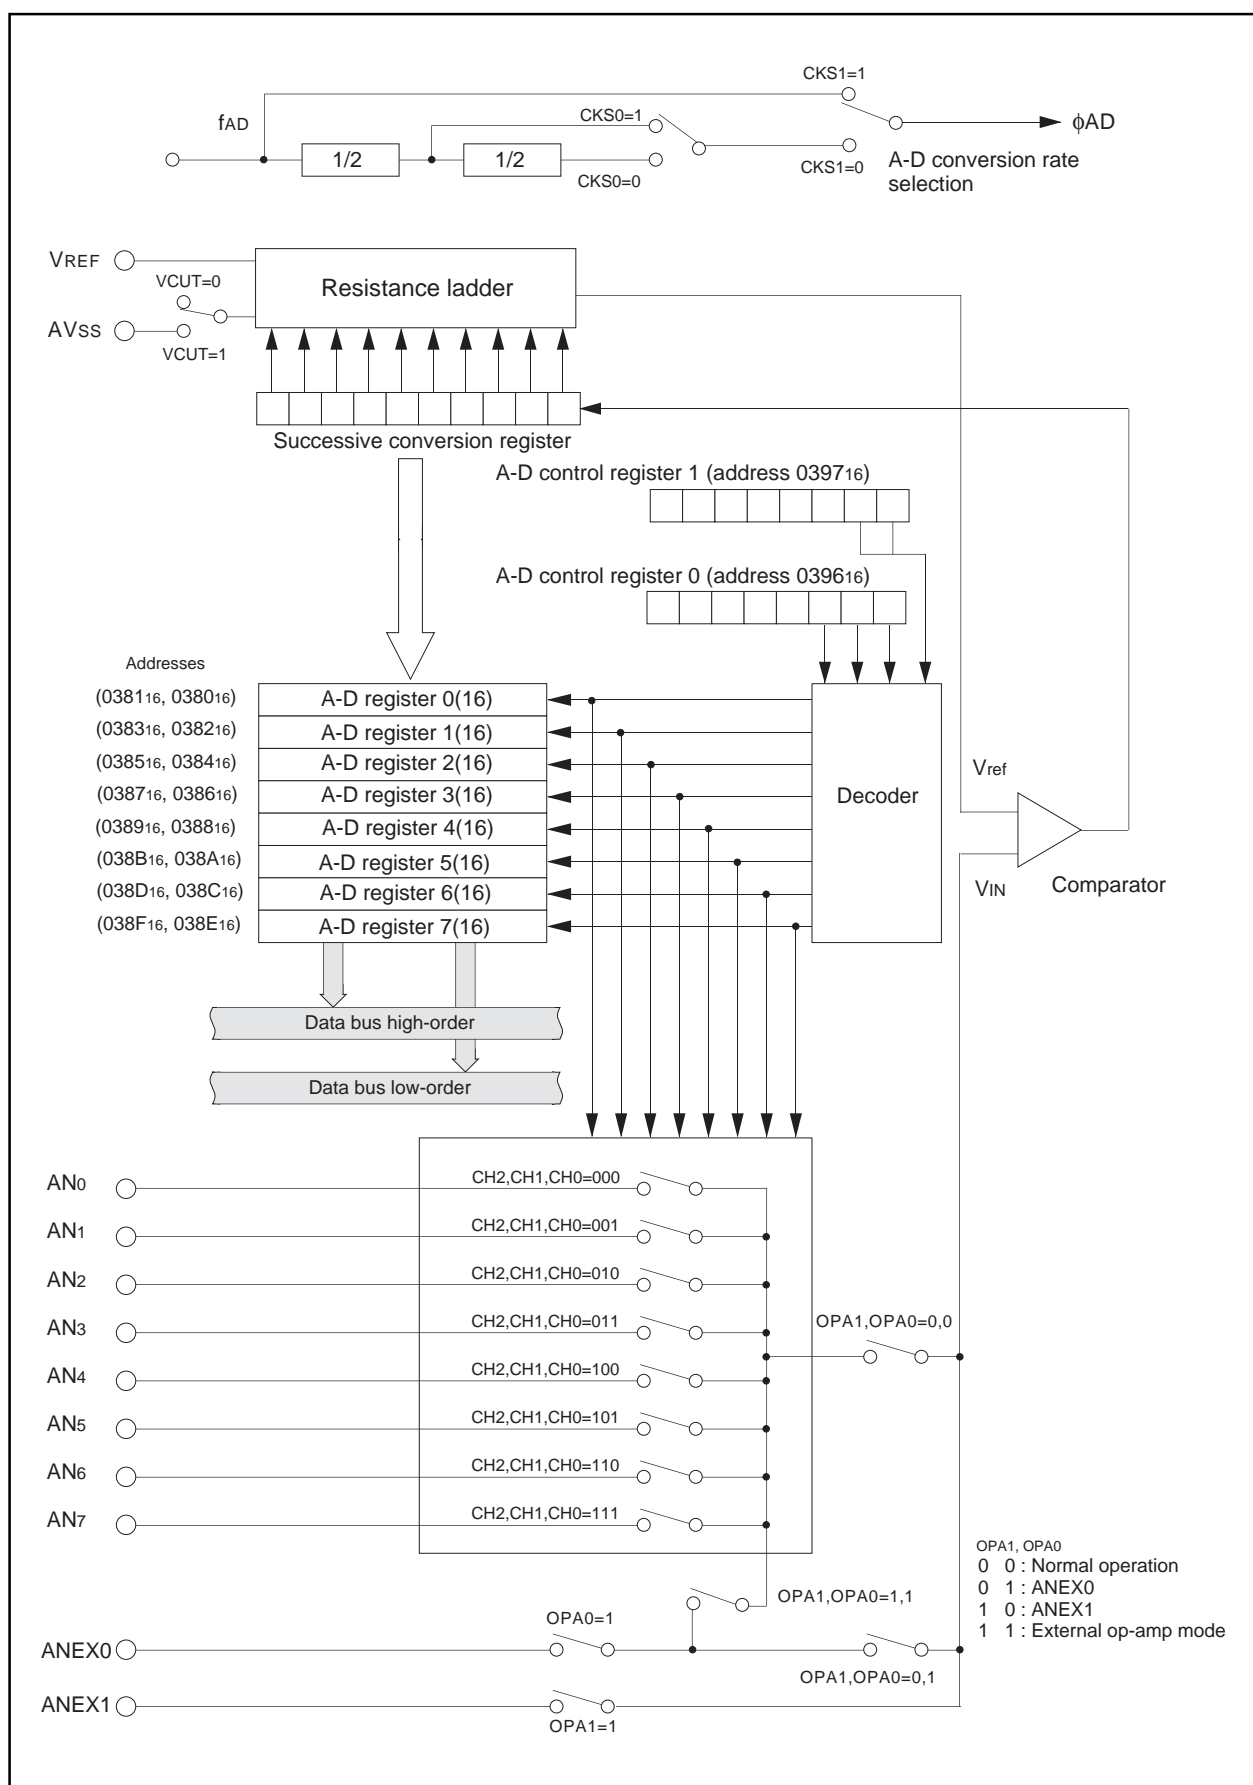 CKS1=1
CKS0=1
fAD
ϕAD
1/2
1/2
CKS0=0
CKS1=0
A-D conversion rate
selection
VREF
VCUT=0
Resistance ladder
AVSS
VCUT=1
Successive conversion register
A-D control register 1 (address 039716)
A-D control register 0 (address 039616)
Addresses
(038116, 038016)
A-D register 0(16)
(038316, 038216)
A-D register 1(16)
(038516, 038416)
A-D register 2(16)
(038716, 038616)
A-D register 3(16)
(038916, 038816)
A-D register 4(16)
(038B16, 038A16)
A-D register 5(16)
(038D16, 038C16)
A-D register 6(16)
(038F16, 038E16)
A-D register 7(16)
Decoder
Vref
VIN
Comparator
Data bus high-order
Data bus low-order
AN0
CH2,CH1,CH0=000
AN1
CH2,CH1,CH0=001
AN2
CH2,CH1,CH0=010
AN3
CH2,CH1,CH0=011
OPA1,OPA0=0,0
AN4
CH2,CH1,CH0=100
AN5
CH2,CH1,CH0=101
AN6
CH2,CH1,CH0=110
AN7
CH2,CH1,CH0=111
OPA1, OPA0
0 0 : Normal operation
0 1 : ANEX0
1 0 : ANEX1
1 1 : External op-amp mode
OPA1,OPA0=1,1
OPA0=1
ANEX0
OPA1,OPA0=0,1
ANEX1
OPA1=1